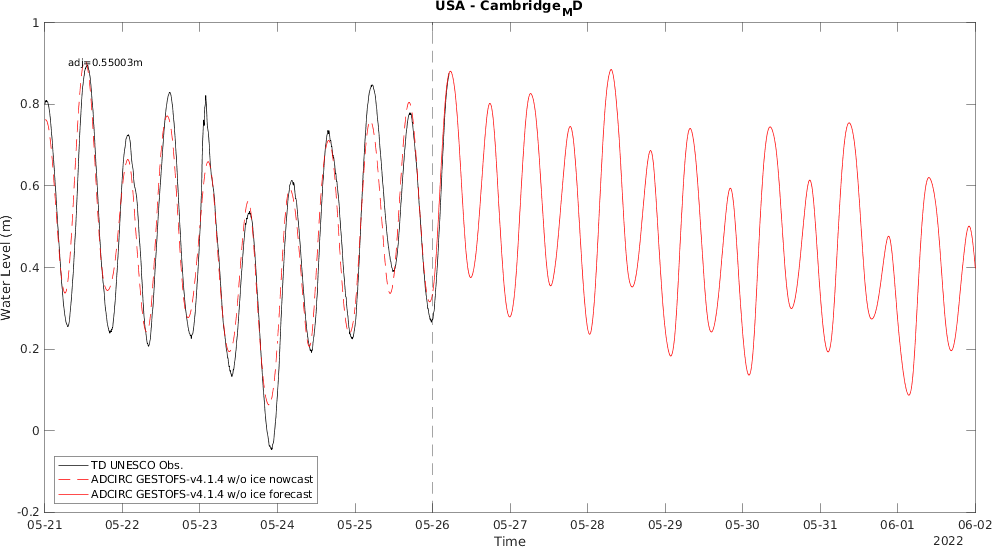 USA - Cambridge_MD
adj=0.55003m
Water Level (m)
1
0.8
0.6
0.4
0.2
0
-0.2
TD UNESCO Obs.
ADCIRC GESTOFS-v4.1.4 w/o ice nowcast
ADCIRC GESTOFS-v4.1.4 w/o ice forecast
05-21 05-22 05-23 05-24 05-25 05-26 05-27 05-28 05-29 05-30 05-31 06-01 06-02
Time
2022